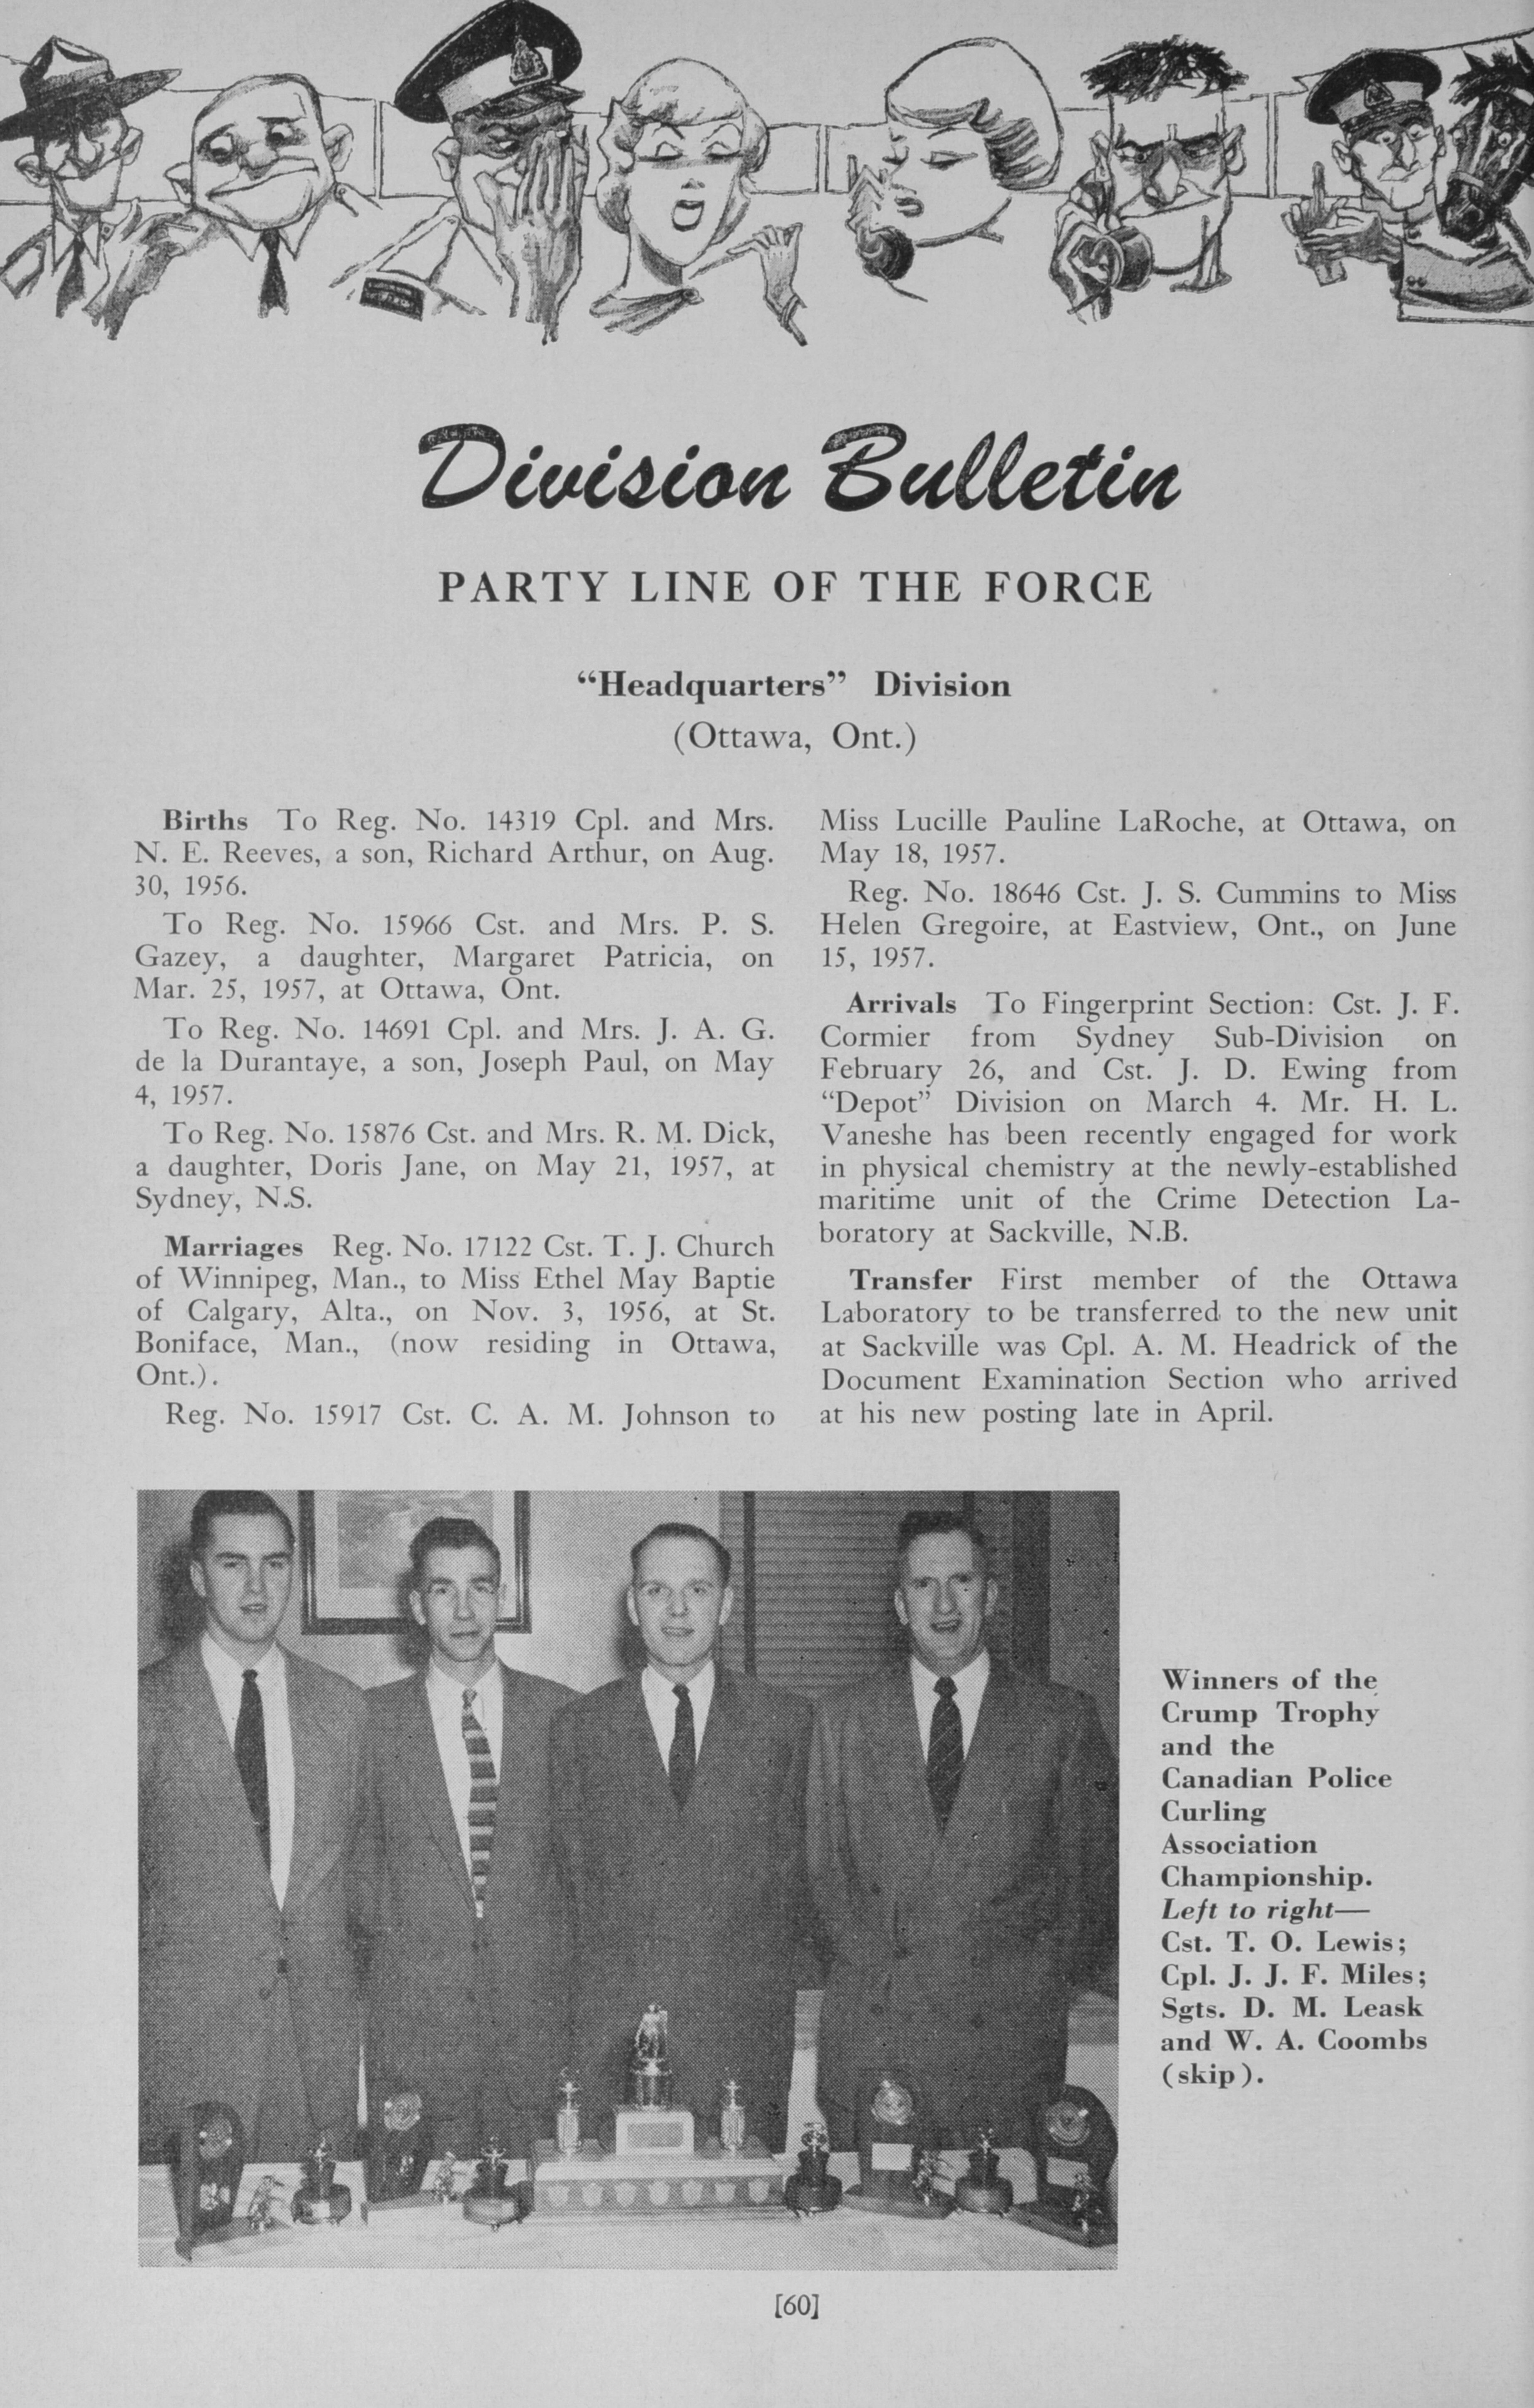 Division Bulletin
PARTY LINE OF THE FORCE
“Headquarters” Division
(Ottawa, Ont.)
Births To Reg. No. 14319 Cpl. and Mrs.
N. E. Reeves, a son, Richard Arthur, on Aug.
30, 1956.
To Reg. No. 15966 Cst. and Mrs. P. S.
Gazey, a daughter, Margaret Patricia, on
Mar. 25, 1957, at Ottawa, Ont.
To Reg. No. 14691 Cpl. and Mrs. J. A. G.
de la Durantaye, a son, Joseph Paul, on May
4, 1957.
To Reg. No. 15876 Cst. and Mrs. R. M. Dick,
a daughter, Doris Jane, on May 21, 1957, at
Sydney, N.S.
Marriages Reg. No. 17122 Cst. T. J. Church
of Winnipeg, Man., to Miss Ethel May Baptie
of Calgary, Alta., on Nov. 3, 1956, at St.
Boniface, Man., (now residing in Ottawa,
Ont.).
Reg. No. 15917 Cst. C. A. M. Johnson to
Miss Lucille Pauline LaRoche, at Ottawa, on
May 18, 1957.
Reg. No. 18646 Cst. J. S. Cummins to Miss
Helen Gregoire, at Eastview, Ont., on June
15, 1957.
Arrivals To Fingerprint Section: Cst. J. F.
Cormier from Sydney Sub-Division on
February 26, and Cst. J. D. Ewing from
“Depot” Division on March 4. Mr. H. L.
Vaneshe has been recently engaged for work
in physical chemistry at the newly-established
maritime unit of the Crime Detection La-
boratory at Sackville, N.B.
Transfer First member of the Ottawa
Laboratory to be transferred to the new unit
at Sackville was Cpl. A. M. Headrick of the
Document Examination Section who arrived
at his new posting late in April.
Winners of the
Crump Trophy
and the
Canadian Police
Curling
Association
Championship.
Left to right—
Cst. T. O. Lewis;
Cpl. J. J. F. Miles;
Sgts. D. M. Leask
and W. A. Coombs
(skip).
[60]